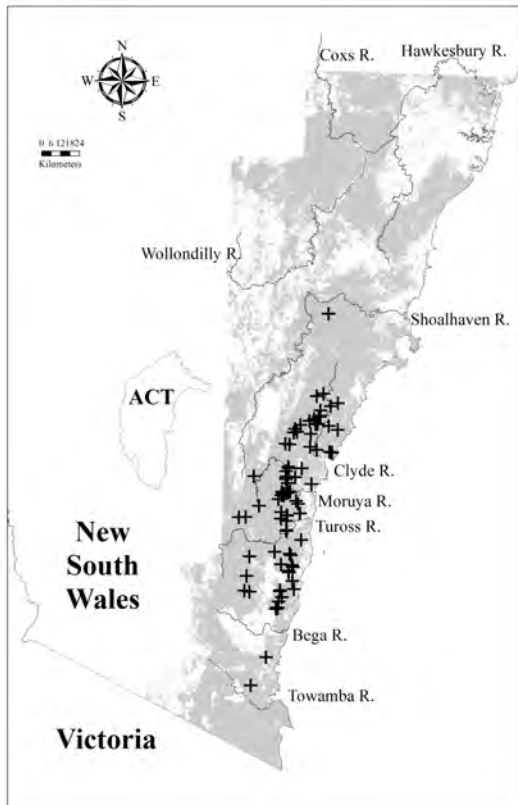 Coxs R.
Hawkesbury R.
N
W
E
S
0 6 121824
Kilometers
Wollondilly R.
Shoalhaven R.
ACT
Clyde R.
Moruya R.
Tuross R.
New
South
Wales
Bega R.
Towamba R.
Victoria